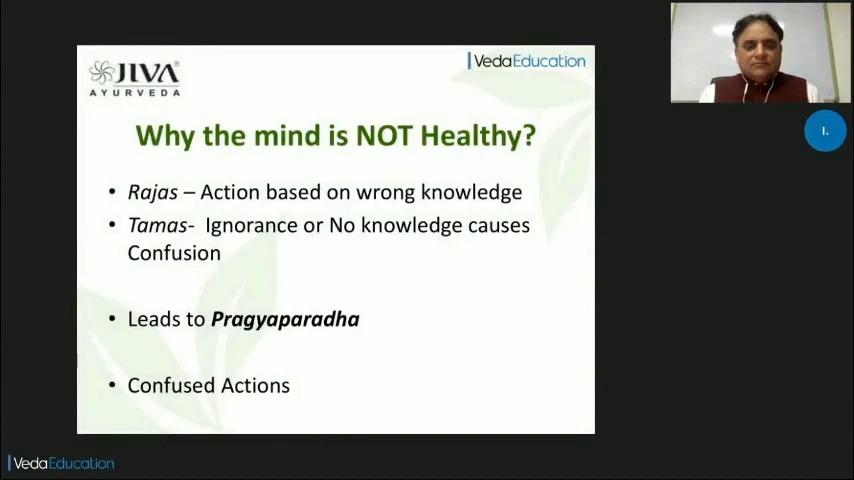 JIVA®
AYURVEDA
VedaEducation
Why the mind is NOT Healthy?
• Rajas – Action based on wrong knowledge
• Tamas- Ignorance or No knowledge causes
Confusion
• Leads to Pragyaparadha
• Confused Actions
I.
VedaEducation